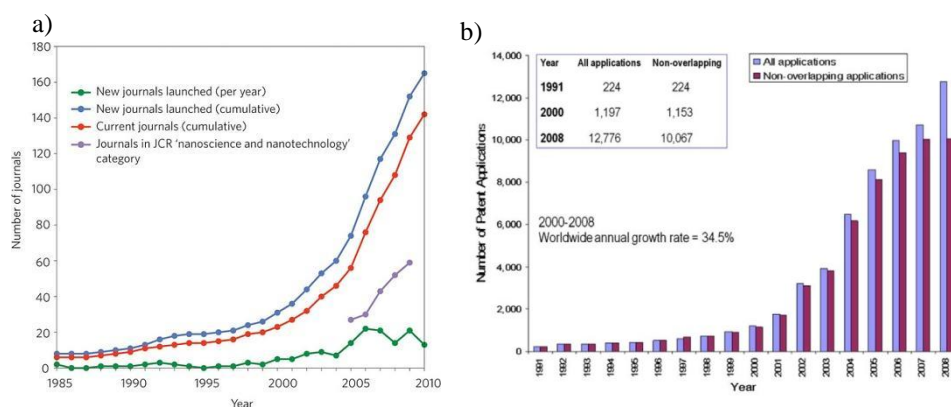 a)
180
160
140
120
100
80
60
40
20
0
Number of journals
New journals launched (per year)
New journals launched (cumulative)
Current journals (cumulative)
Journals in JCR 'nanoscience and nanotechnology'
category
1985 1990 1995 2000 2005 2010
Year
b)
14,000
12,000
10,000
8,000
6,000
4,000
2,000
0
Number of Patent Applications
Year All applications Non-overlapping
1991 224 224
2000 1,197 1,153
2008 12,776 10,067
All applications
Non-overlapping applications
2000-2008
Worldwide annual growth rate = 34.5%
1991 1992 1993 1994 1995 1996 1997 1998 1999 2000 2001 2002 2003 2004 2005 2006 2007 2008
Year